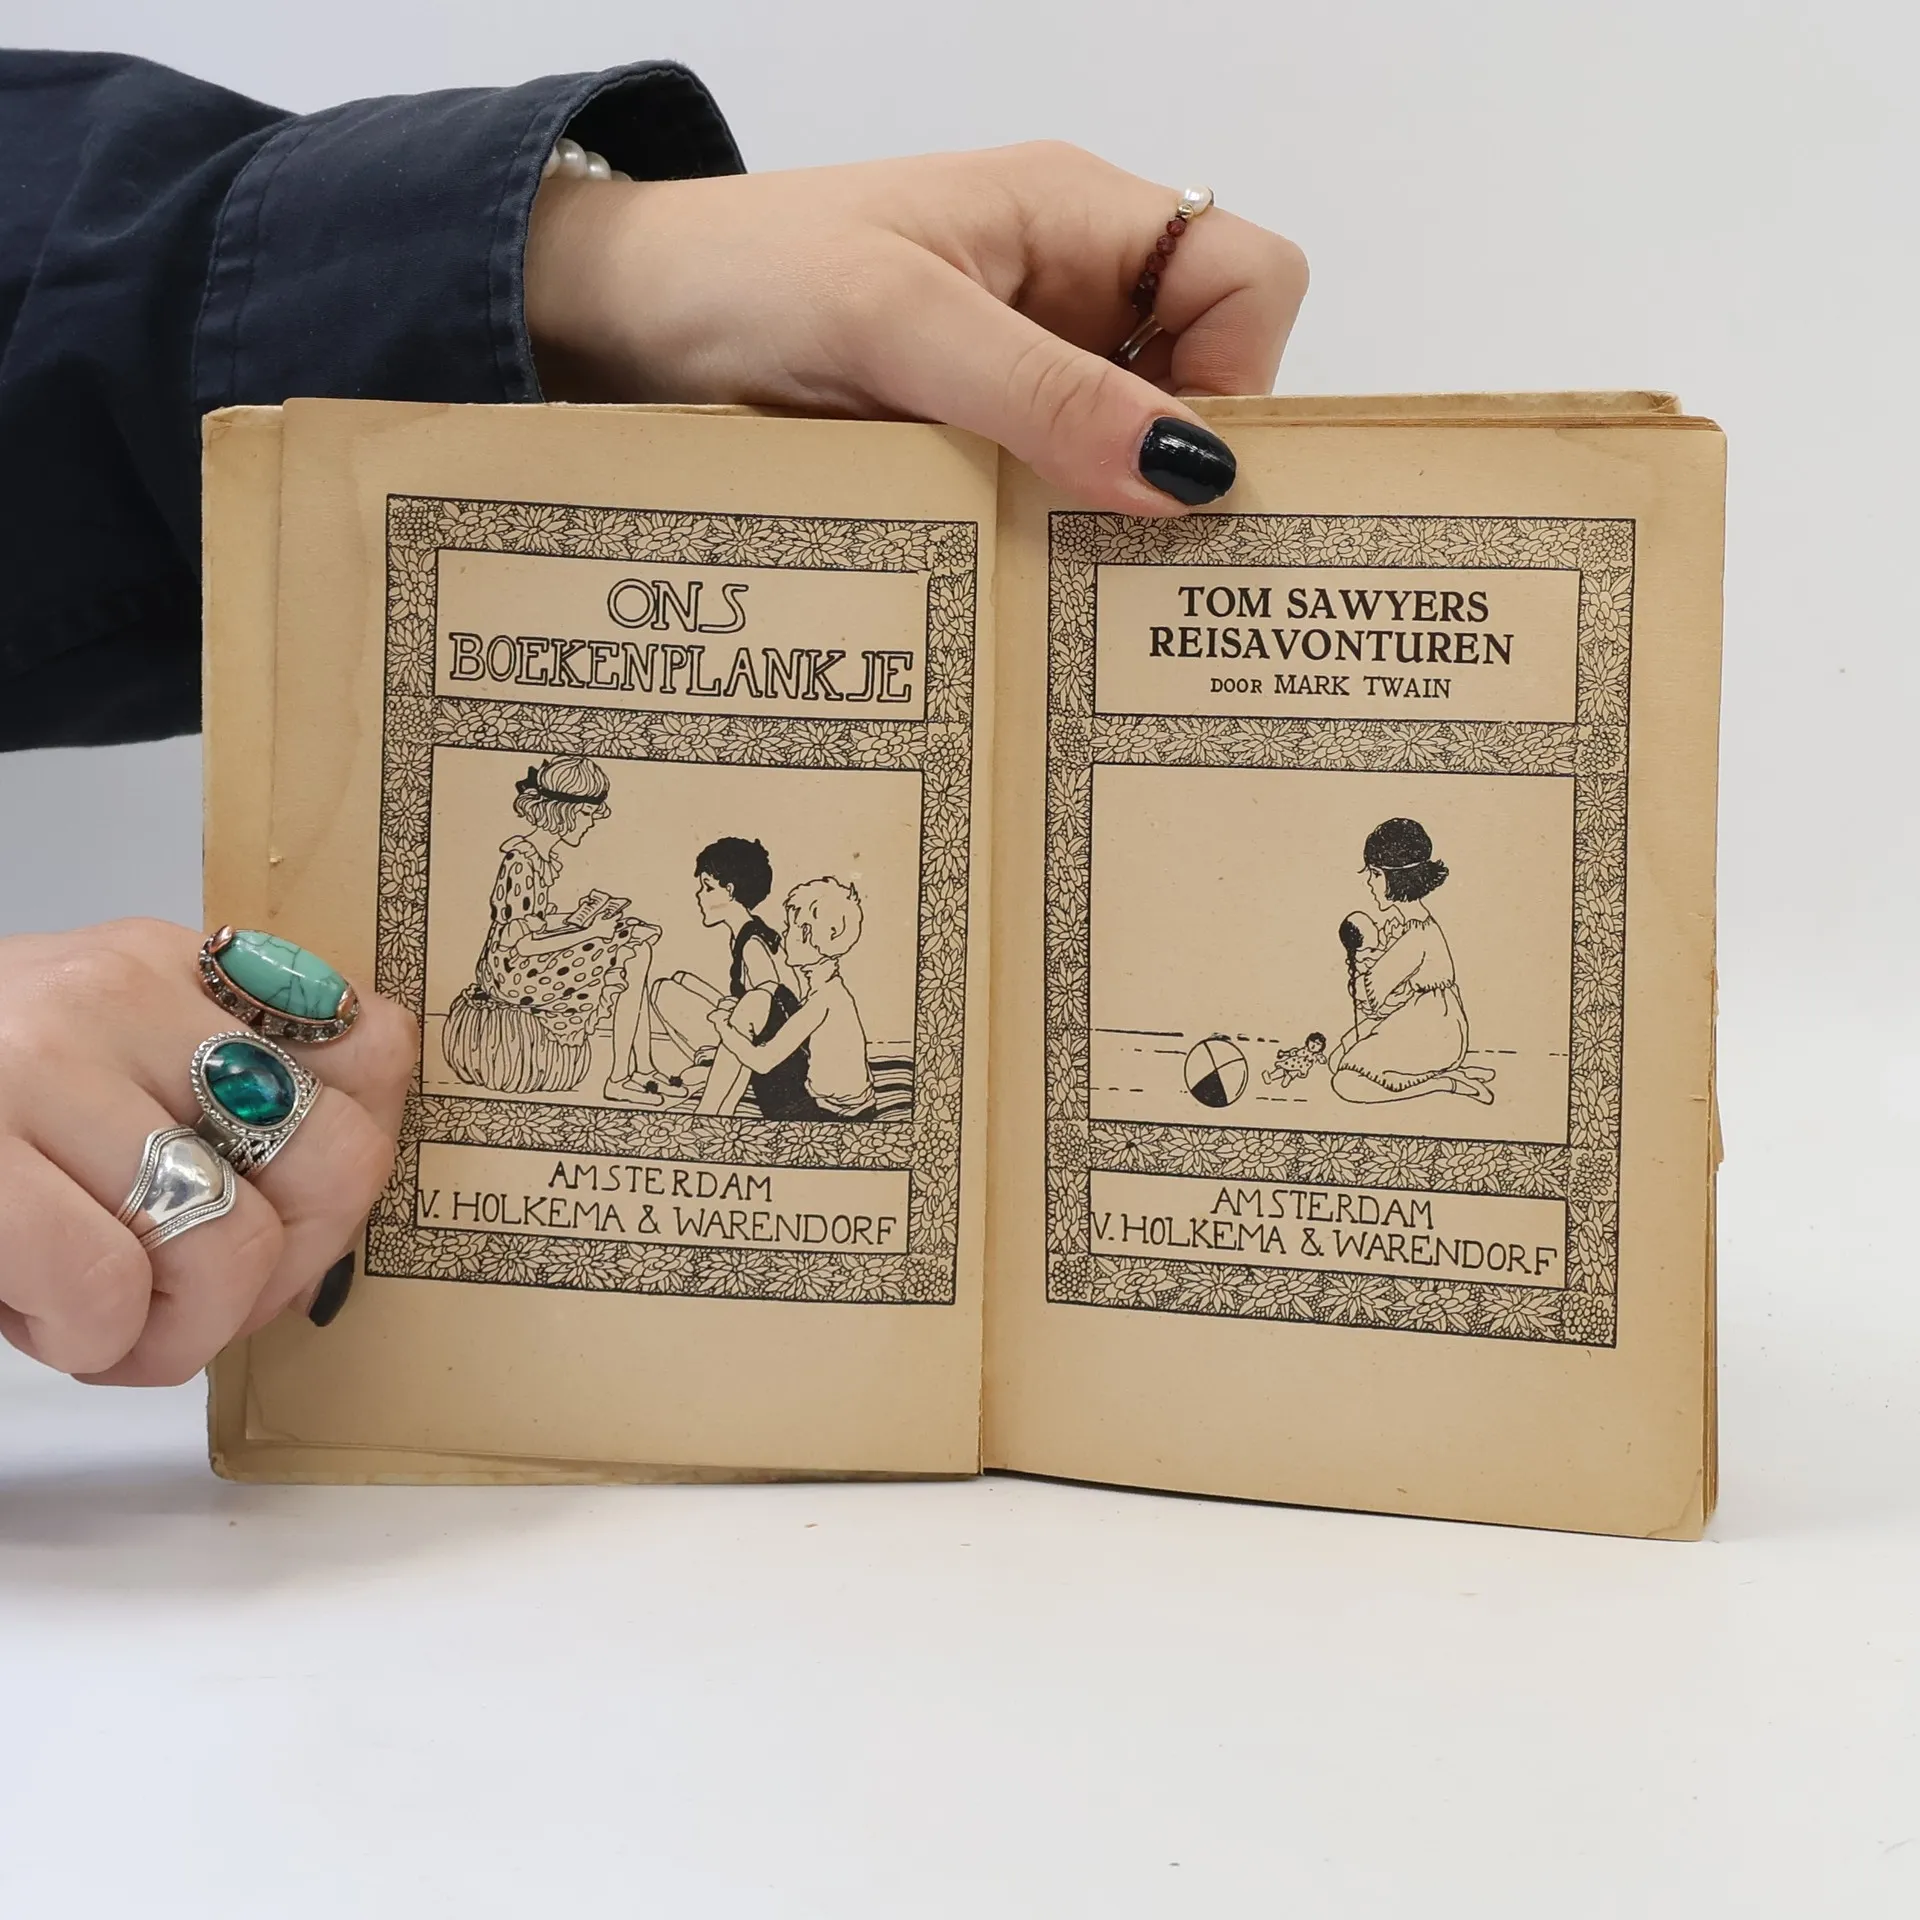 ONS
BOEKENPLANKJE
AMSTERDAM
V. HOLKEMA & WARENDORF
TOM SAWYERS
REISAVONTUREN
DOOR MARK TWAIN
AMSTERDAM
V. HOLKEMA & WARENDORF